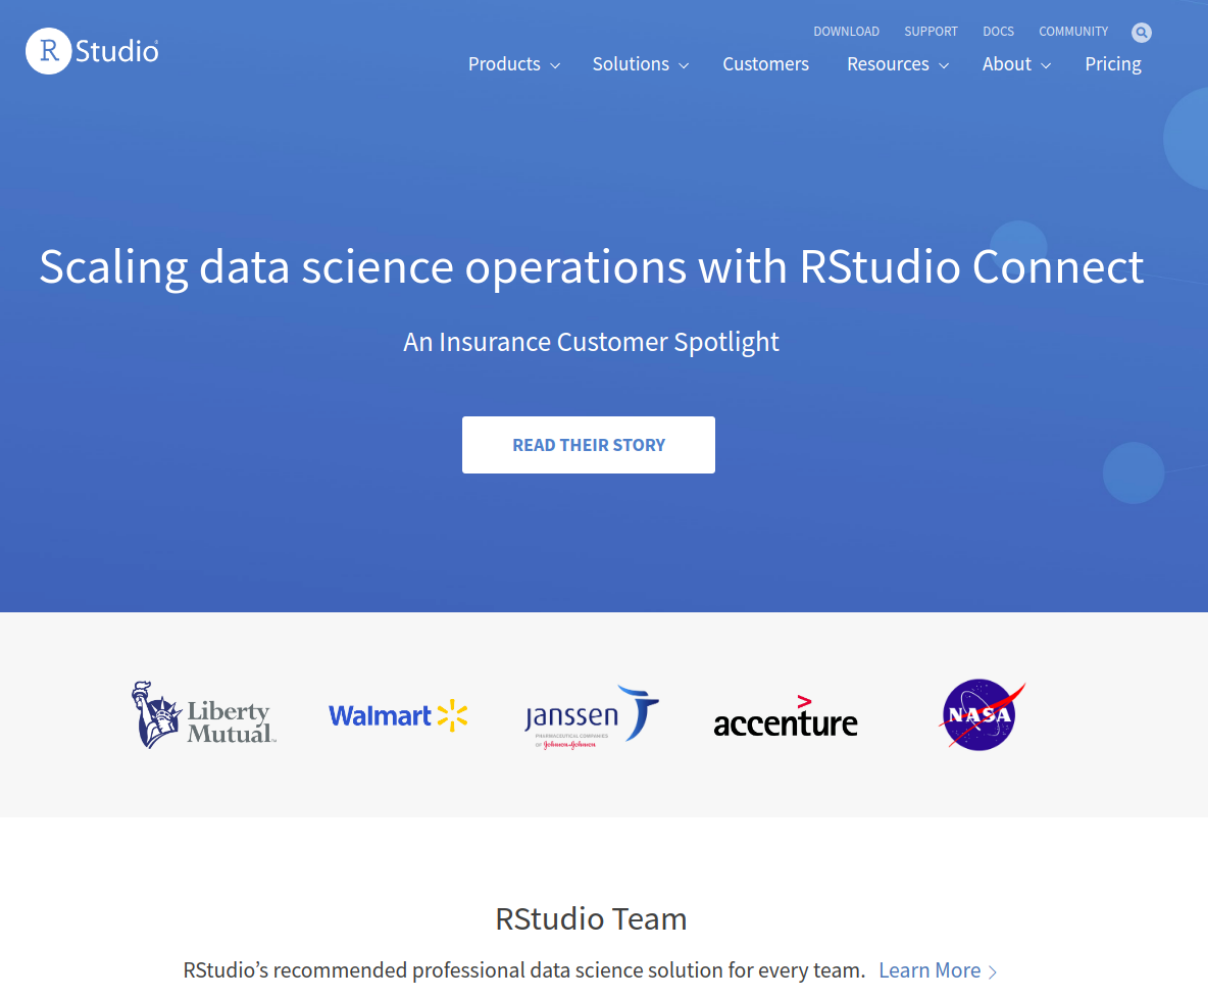 R Studio®
DOWNLOAD SUPPORT DOCS COMMUNITY
Products Solutions Customers Resources About Pricing
Scaling data science operations with RStudio Connect
An Insurance Customer Spotlight
READ THEIR STORY
Liberty
Mutual™
Walmart
janssen
PHARMACEUTICAL COMPANIES
OF Johnson & Johnson
accenture
NASA
RStudio Team
RStudio’s recommended professional data science solution for every team. Learn More